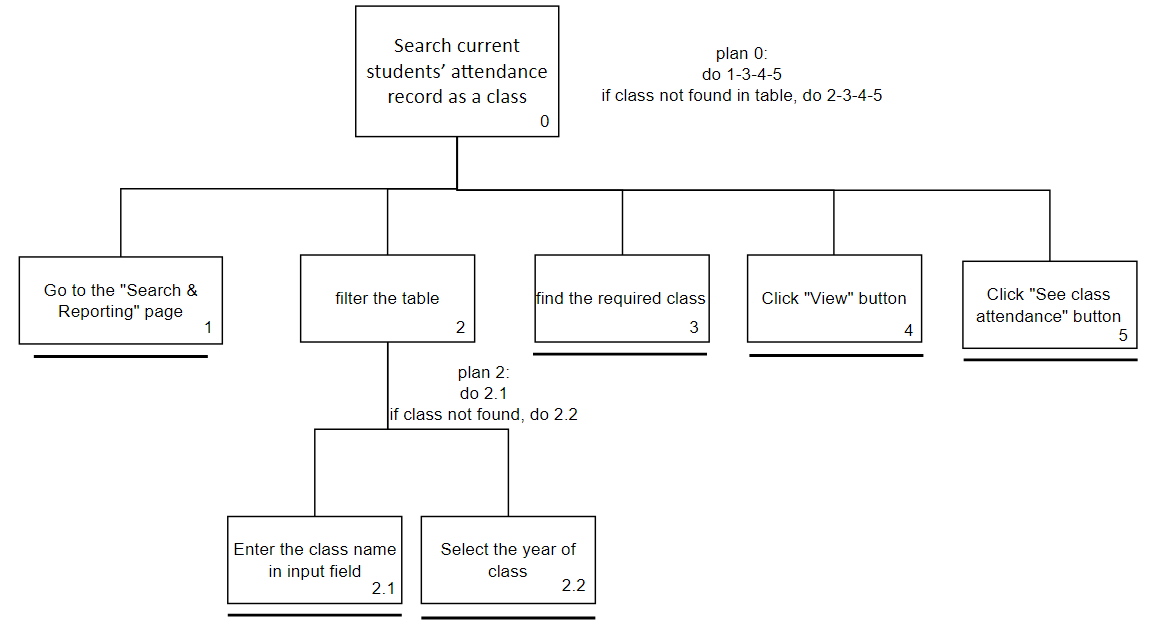 Search current
students’ attendance
record as a class
0
plan 0:
do 1-3-4-5
if class not found in table, do 2-3-4-5
Go to the "Search &
Reporting" page
1
filter the table
2
find the required class
3
Click "View" button
4
Click "See class
attendance" button
5
plan 2:
do 2.1
if class not found, do 2.2
Enter the class name
in input field
2.1
Select the year of
class
2.2